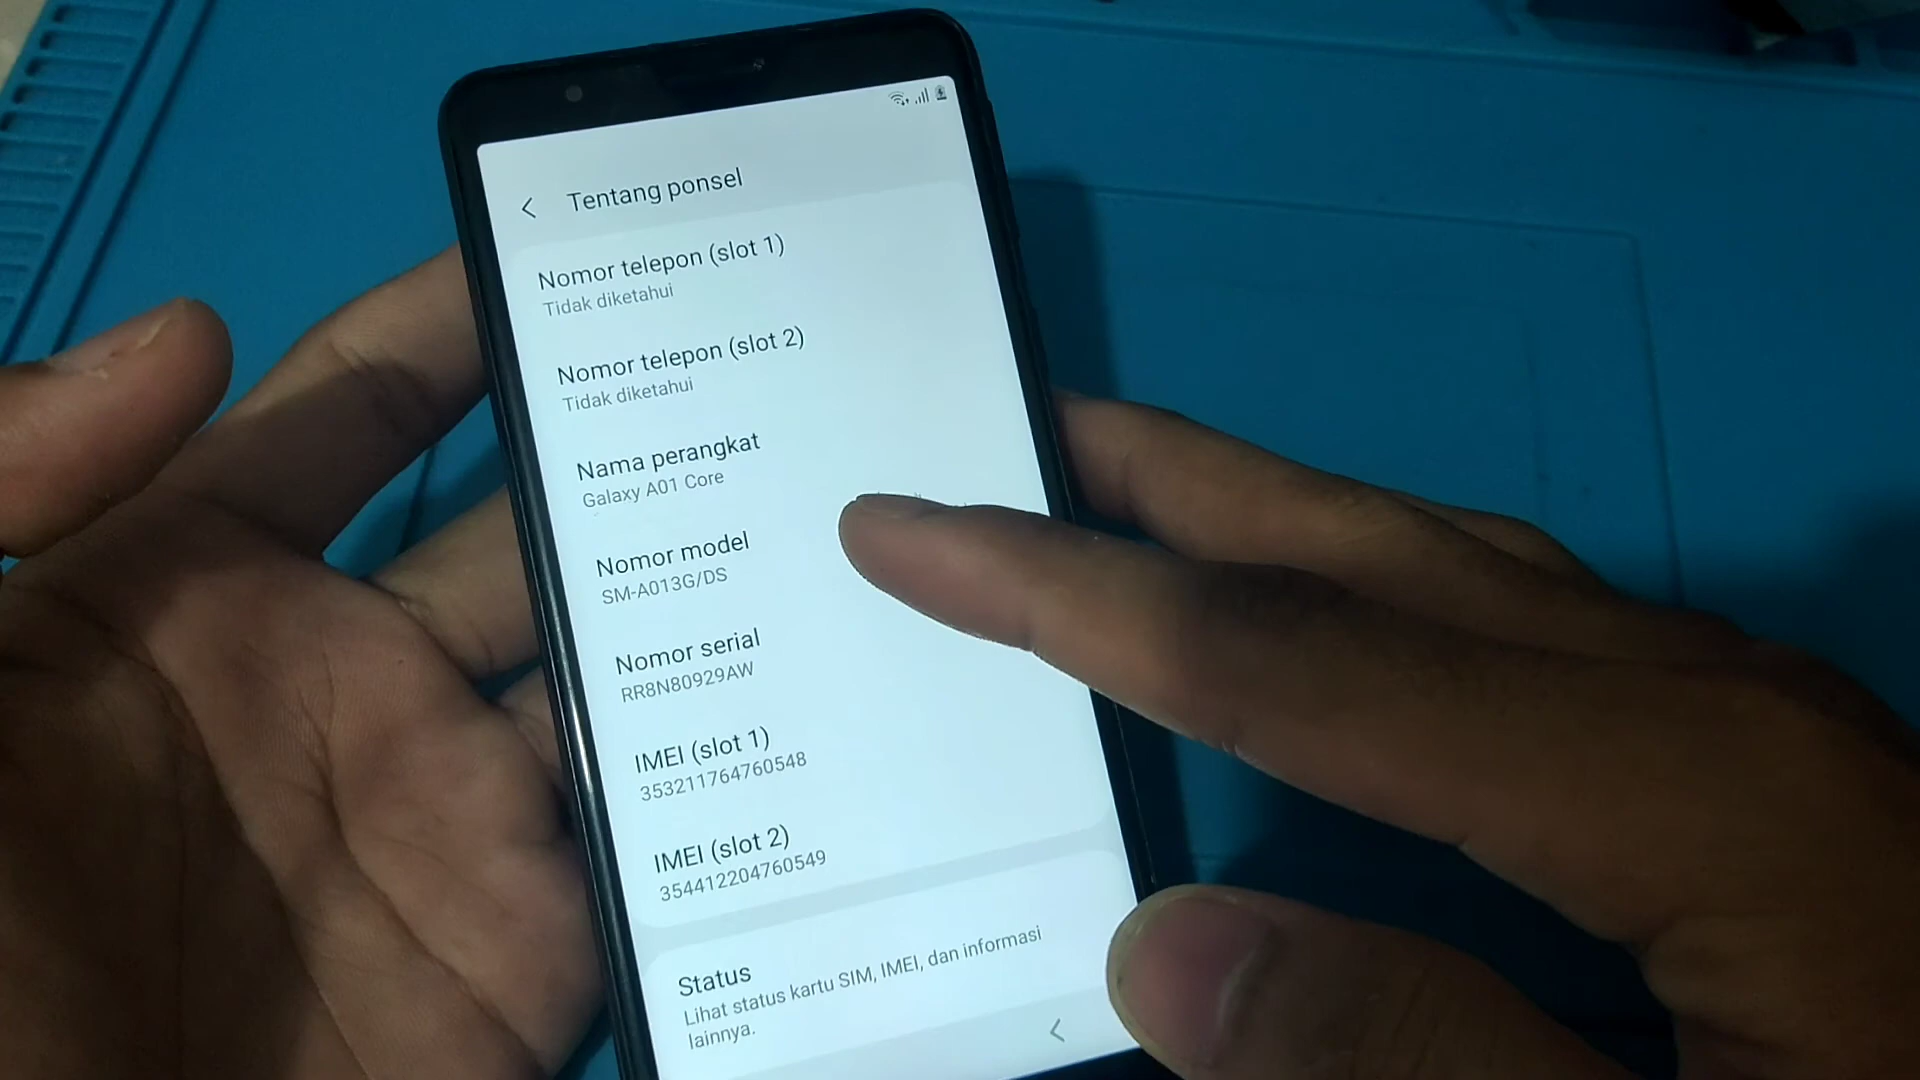 Tentang ponsel
Nomor telepon (slot 1)
Tidak diketahui
Nomor telepon (slot 2)
Tidak diketahui
Nama perangkat
Galaxy A01 Core
Nomor model
SM-A013G/DS
Nomor serial
RR8N80929AW
IMEI (slot 1)
353211764760548
IMEI (slot 2)
354412204760549
Status
Lihat status kartu SIM, IMEI, dan informasi
lainnya.